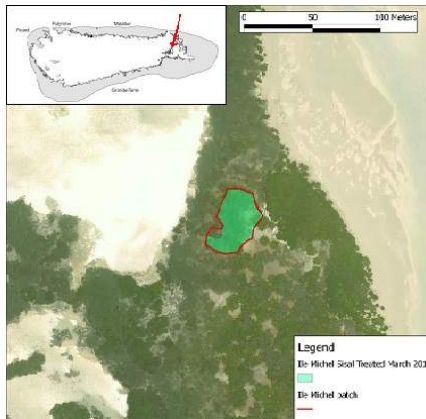 0 50 100 Meters
Picard
Polymnie
Malabar
Grande Terre
Legend
Ile Michel Sisal Treated March 201
Ile Michel patch